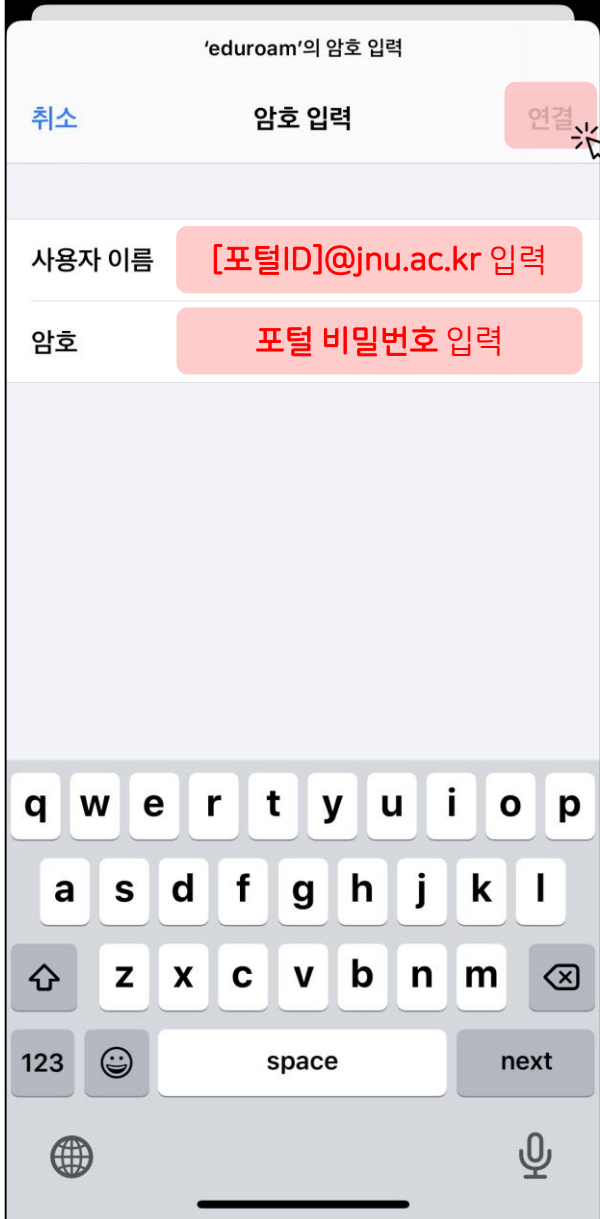 ‘eduroam’의 암호 입력
취소 암호 입력 연결
사용자 이름 [포털ID]@jnu.ac.kr 입력
암호 포털 비밀번호 입력
q w e r t y u i o p
a s d f g h j k l
z x c v b n m
123 space next